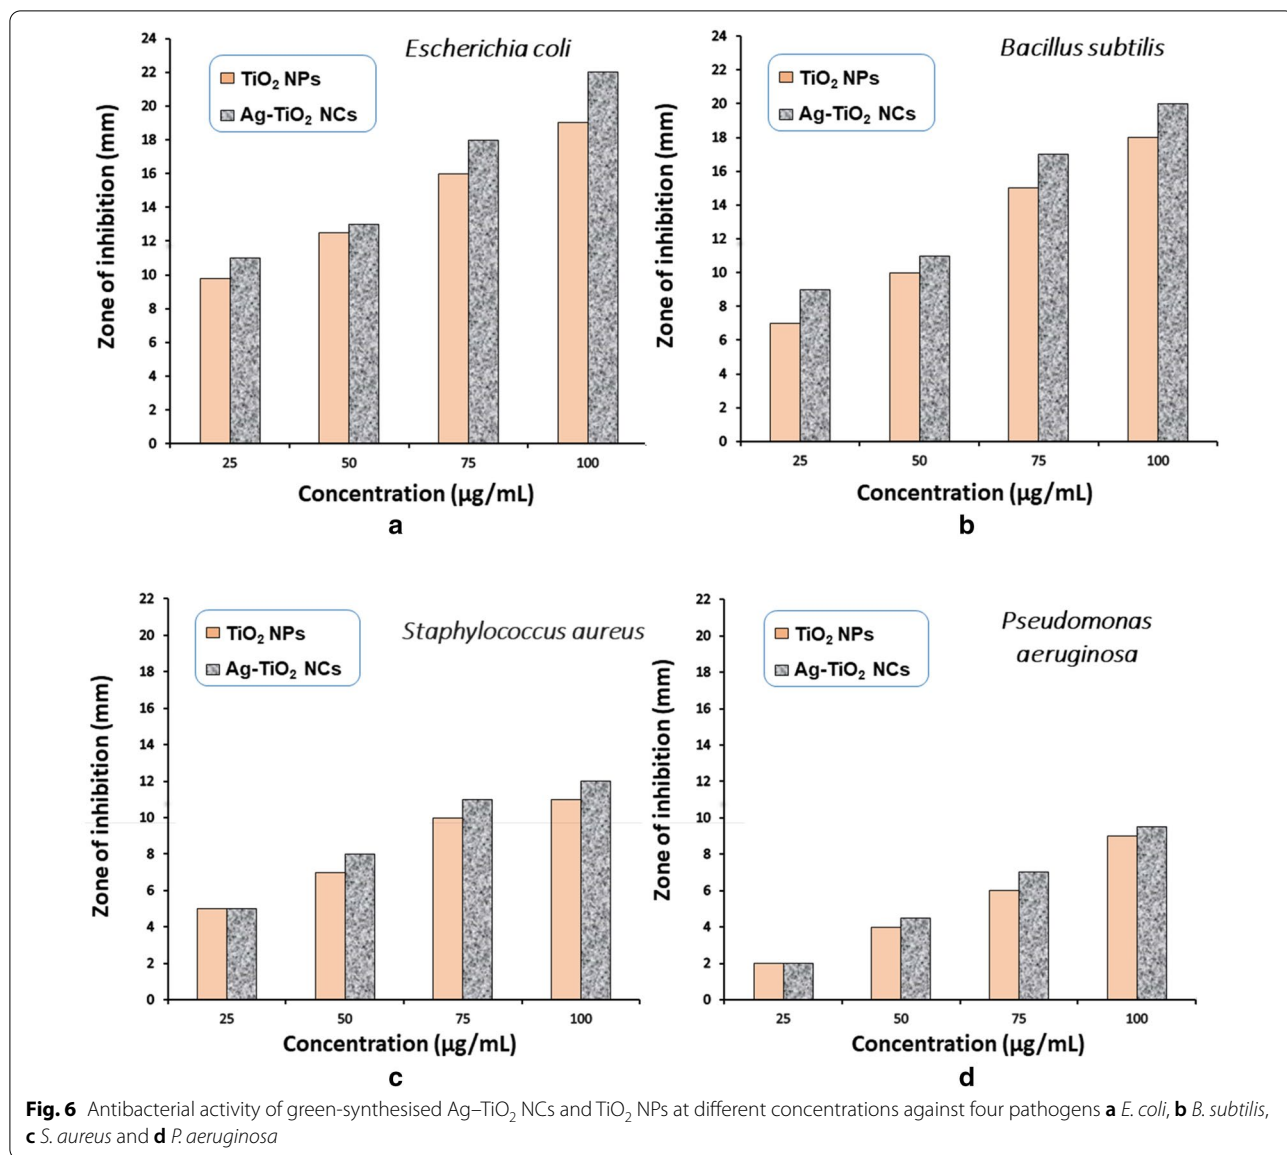 Escherichia coli
TiO₂ NPs
Ag-TiO₂ NCs
Zone of inhibition (mm)
24
22
20
18
16
14
12
10
8
6
4
2
0
25 50 75 100
Concentration (µg/mL)
a
Bacillus subtilis
TiO₂ NPs
Ag-TiO₂ NCs
Zone of inhibition (mm)
24
22
20
18
16
14
12
10
8
6
4
2
0
25 50 75 100
Concentration (µg/mL)
b
Staphylococcus aureus
TiO₂ NPs
Ag-TiO₂ NCs
Zone of inhibition (mm)
22
20
18
16
14
12
10
8
6
4
2
0
25 50 75 100
Concentration (µg/mL)
c
Pseudomonas
aeruginosa
TiO₂ NPs
Ag-TiO₂ NCs
Zone of inhibition (mm)
22
20
18
16
14
12
10
8
6
4
2
0
25 50 75 100
Concentration (µg/mL)
d
Fig. 6 Antibacterial activity of green-synthesised Ag–TiO₂ NCs and TiO₂ NPs at different concentrations against four pathogens a E. coli, b B. subtilis,
c S. aureus and d P. aeruginosa